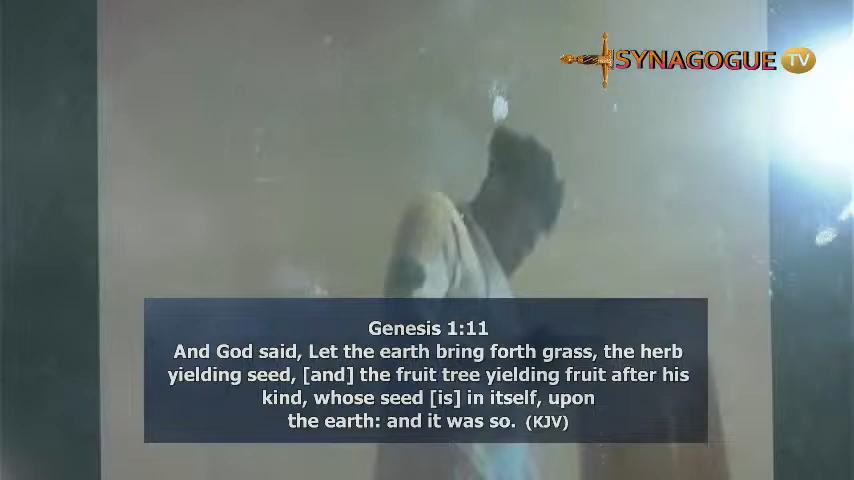 SYNAGOGUE TV
Genesis 1:11
And God said, Let the earth bring forth grass, the herb
yielding seed, [and] the fruit tree yielding fruit after his
kind, whose seed [is] in itself, upon
the earth: and it was so. (KJV)